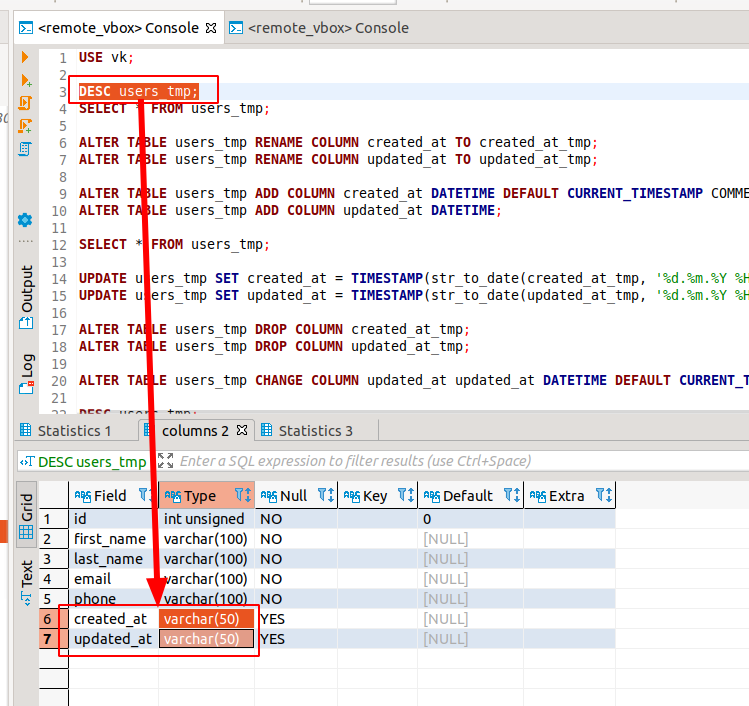 <remote_vbox> Console
<remote_vbox> Console
1 USE vk;
2
3 DESC users_tmp;
4 SELECT * FROM users_tmp;
5
6 ALTER TABLE users_tmp RENAME COLUMN created_at TO created_at_tmp;
7 ALTER TABLE users_tmp RENAME COLUMN updated_at TO updated_at_tmp;
8
9 ALTER TABLE users_tmp ADD COLUMN created_at DATETIME DEFAULT CURRENT_TIMESTAMP COMME
10 ALTER TABLE users_tmp ADD COLUMN updated_at DATETIME;
11
12 SELECT * FROM users_tmp;
13
14 UPDATE users_tmp SET created_at = TIMESTAMP(str_to_date(created_at_tmp, '%d.%m.%Y %H
15 UPDATE users_tmp SET updated_at = TIMESTAMP(str_to_date(updated_at_tmp, '%d.%m.%Y %H
16
17 ALTER TABLE users_tmp DROP COLUMN created_at_tmp;
18 ALTER TABLE users_tmp DROP COLUMN updated_at_tmp;
19
20 ALTER TABLE users_tmp CHANGE COLUMN updated_at updated_at DATETIME DEFAULT CURRENT_T
21
22 DESC users_tmp;
Output
Log
Statistics 1
columns 2
Statistics 3
DESC users_tmp
Enter a SQL expression to filter results (use Ctrl+Space)
Grid
Text
Field Type Null Key Default Extra
1 id int unsigned NO 0
2 first_name varchar(100) NO [NULL]
3 last_name varchar(100) NO [NULL]
4 email varchar(100) NO [NULL]
5 phone varchar(100) NO [NULL]
6 created_at varchar(50) YES [NULL]
7 updated_at varchar(50) YES [NULL]